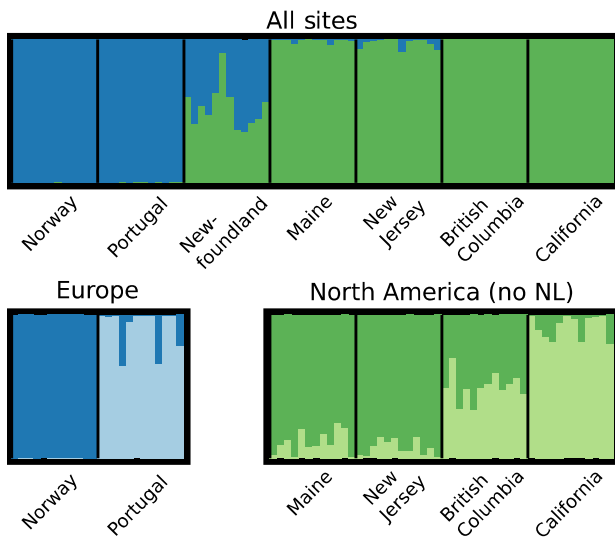 All sites
Norway
Portugal
New-
foundland
Maine
New
Jersey
British
Columbia
California
Europe
North America (no NL)
Norway
Portugal
Maine
New
Jersey
British
Columbia
California